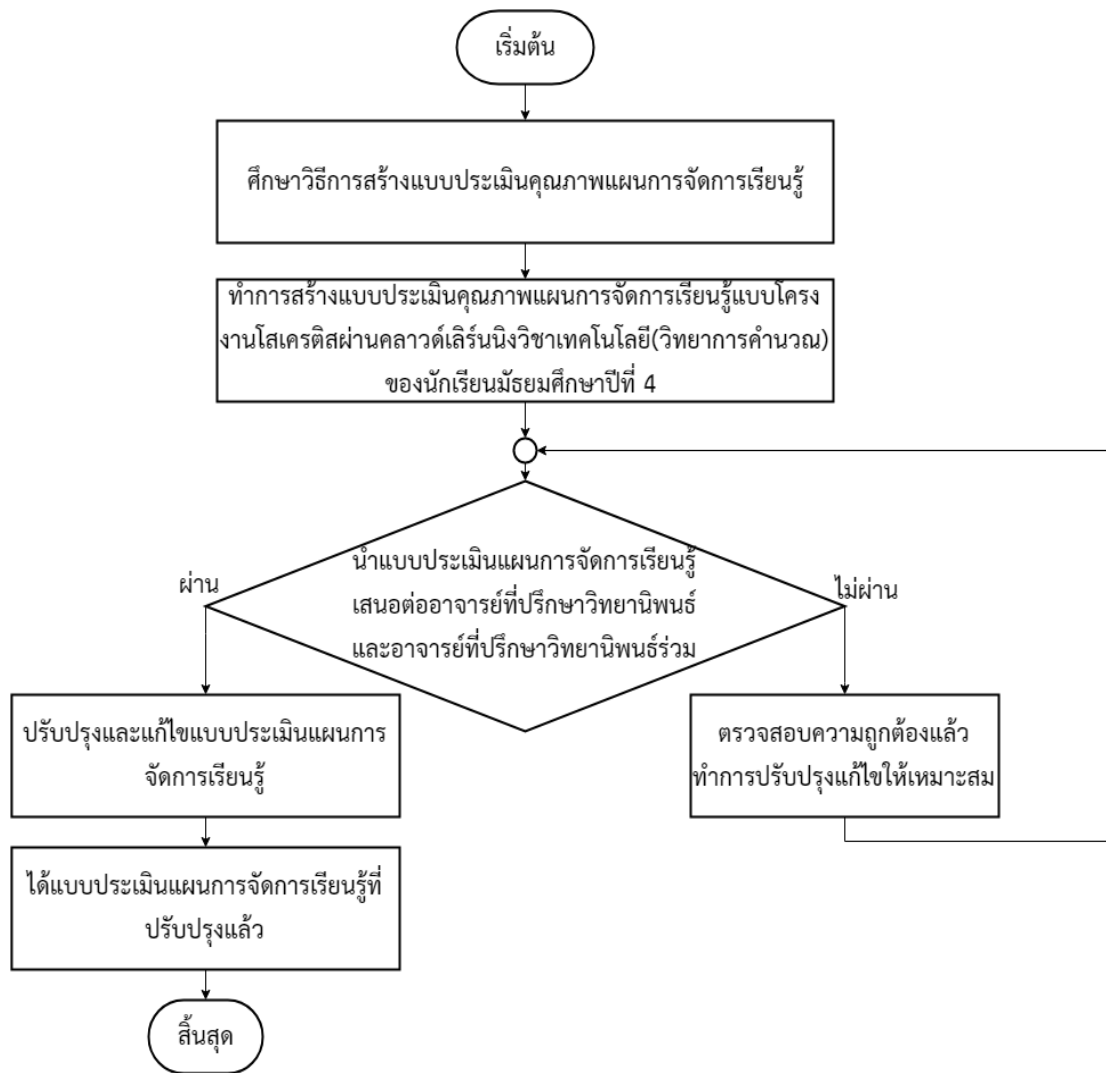 เริ่มต้น
ศึกษาวิธีการสร้างแบบประเมินคุณภาพแผนการจัดการเรียนรู้
ทำการสร้างแบบประเมินคุณภาพแผนการจัดการเรียนรู้แบบโครง
งานโสเครติสผ่านคลาวด์เลิร์นนิงวิชาเทคโนโลยี(วิทยาการคำนวณ)
ของนักเรียนมัธยมศึกษาปีที่ 4
นำแบบประเมินแผนการจัดการเรียนรู้
เสนอต่ออาจารย์ที่ปรึกษาวิทยานิพนธ์
และอาจารย์ที่ปรึกษาวิทยานิพนธ์ร่วม
ผ่าน
ไม่ผ่าน
ปรับปรุงและแก้ไขแบบประเมินแผนการ
จัดการเรียนรู้
ตรวจสอบความถูกต้องแล้ว
ทำการปรับปรุงแก้ไขให้เหมาะสม
ได้แบบประเมินแผนการจัดการเรียนรู้ที่
ปรับปรุงแล้ว
สิ้นสุด